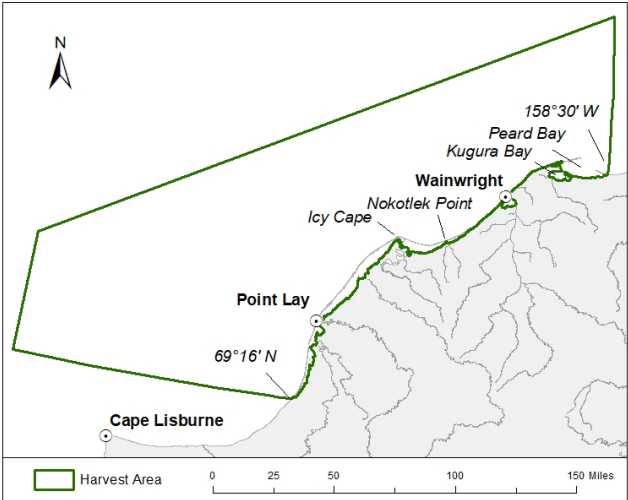 N
158°30' W
Peard Bay
Kugura Bay
Wainwright
Nokotlek Point
Icy Cape
Point Lay
69°16' N
Cape Lisburne
Harvest Area
0 25 50 100 150 Miles